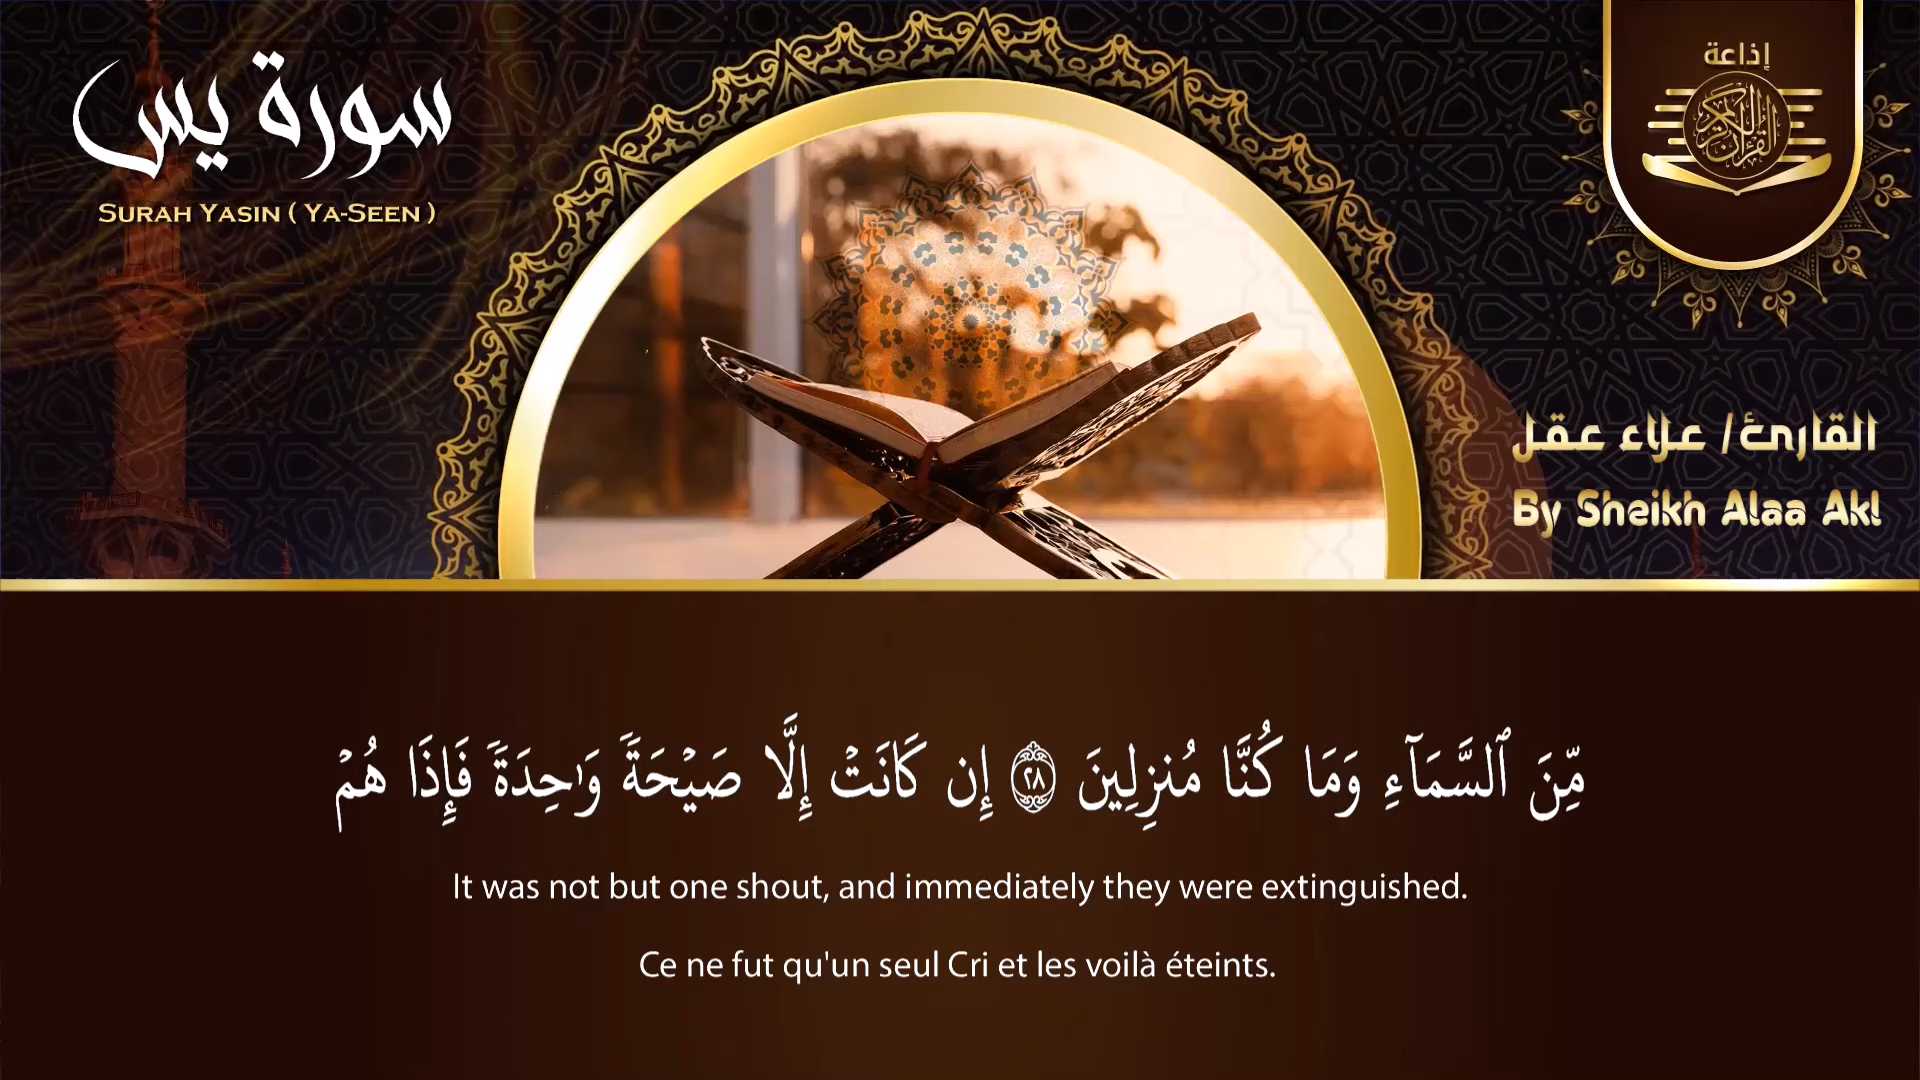 سورة يس
SURAH YASIN ( YA-SEEN )
إذاعة
القرآن الكريم
القارئ/ علاء عقل
By Sheikh Alaa Akl
مِّنَ ٱلسَّمَآءِ وَمَا كُنَّا مُنزِلِينَ ٢٨ إِن كَانَتْ إِلَّا صَيْحَةً وَٰحِدَةً فَإِذَا هُمْ
It was not but one shout, and immediately they were extinguished.
Ce ne fut qu'un seul Cri et les voilà éteints.